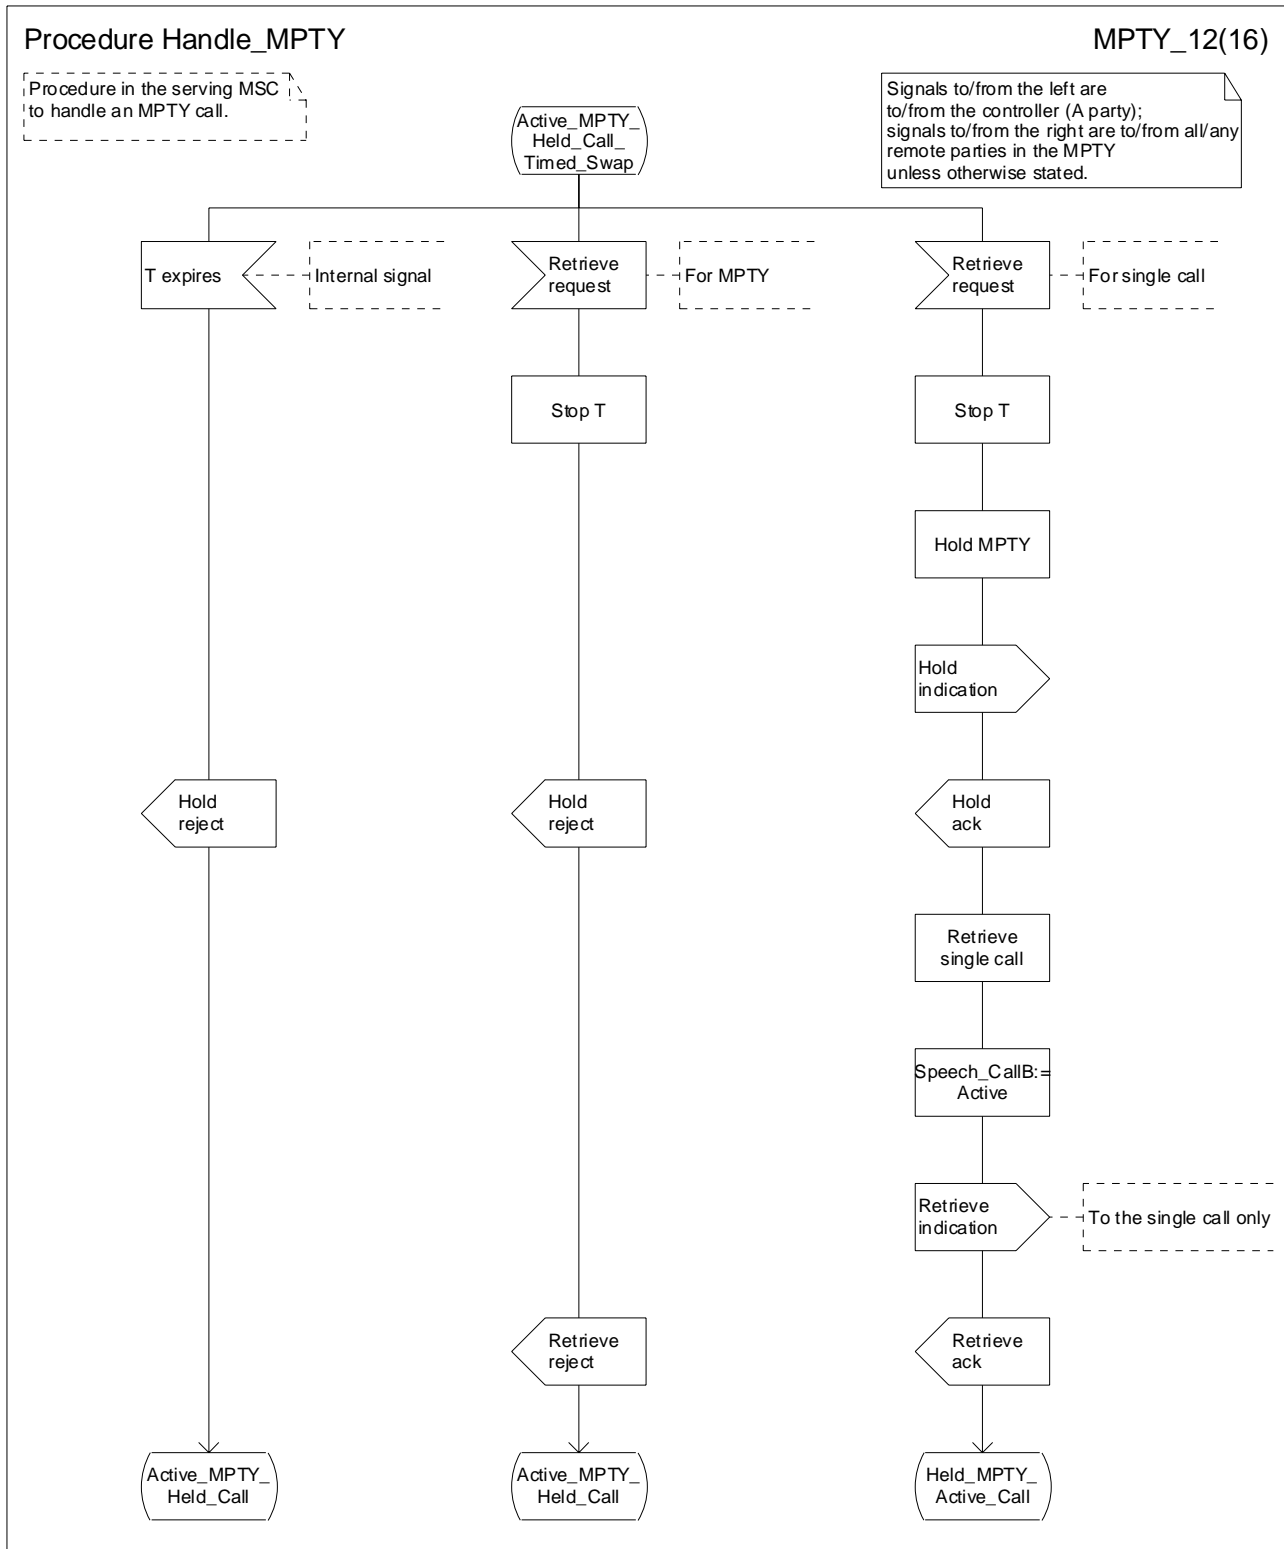 Procedure Handle_MPTY
MPTY_12(16)
Procedure in the serving MSC
to handle an MPTY call.
Signals to/from the left are
to/from the controller (A party);
signals to/from the right are to/from all/any
remote parties in the MPTY
unless otherwise stated.
Active_MPTY_
Held_Call_
Timed_Swap
T expires
Internal signal
Retrieve
request
For MPTY
Retrieve
request
For single call
Stop T
Stop T
Hold MPTY
Hold
indication
Hold
reject
Hold
reject
Hold
ack
Retrieve
single call
Speech_CallB:=
Active
Retrieve
indication
To the single call only
Retrieve
reject
Retrieve
ack
Active_MPTY_
Held_Call
Active_MPTY_
Held_Call
Held_MPTY_
Active_Call